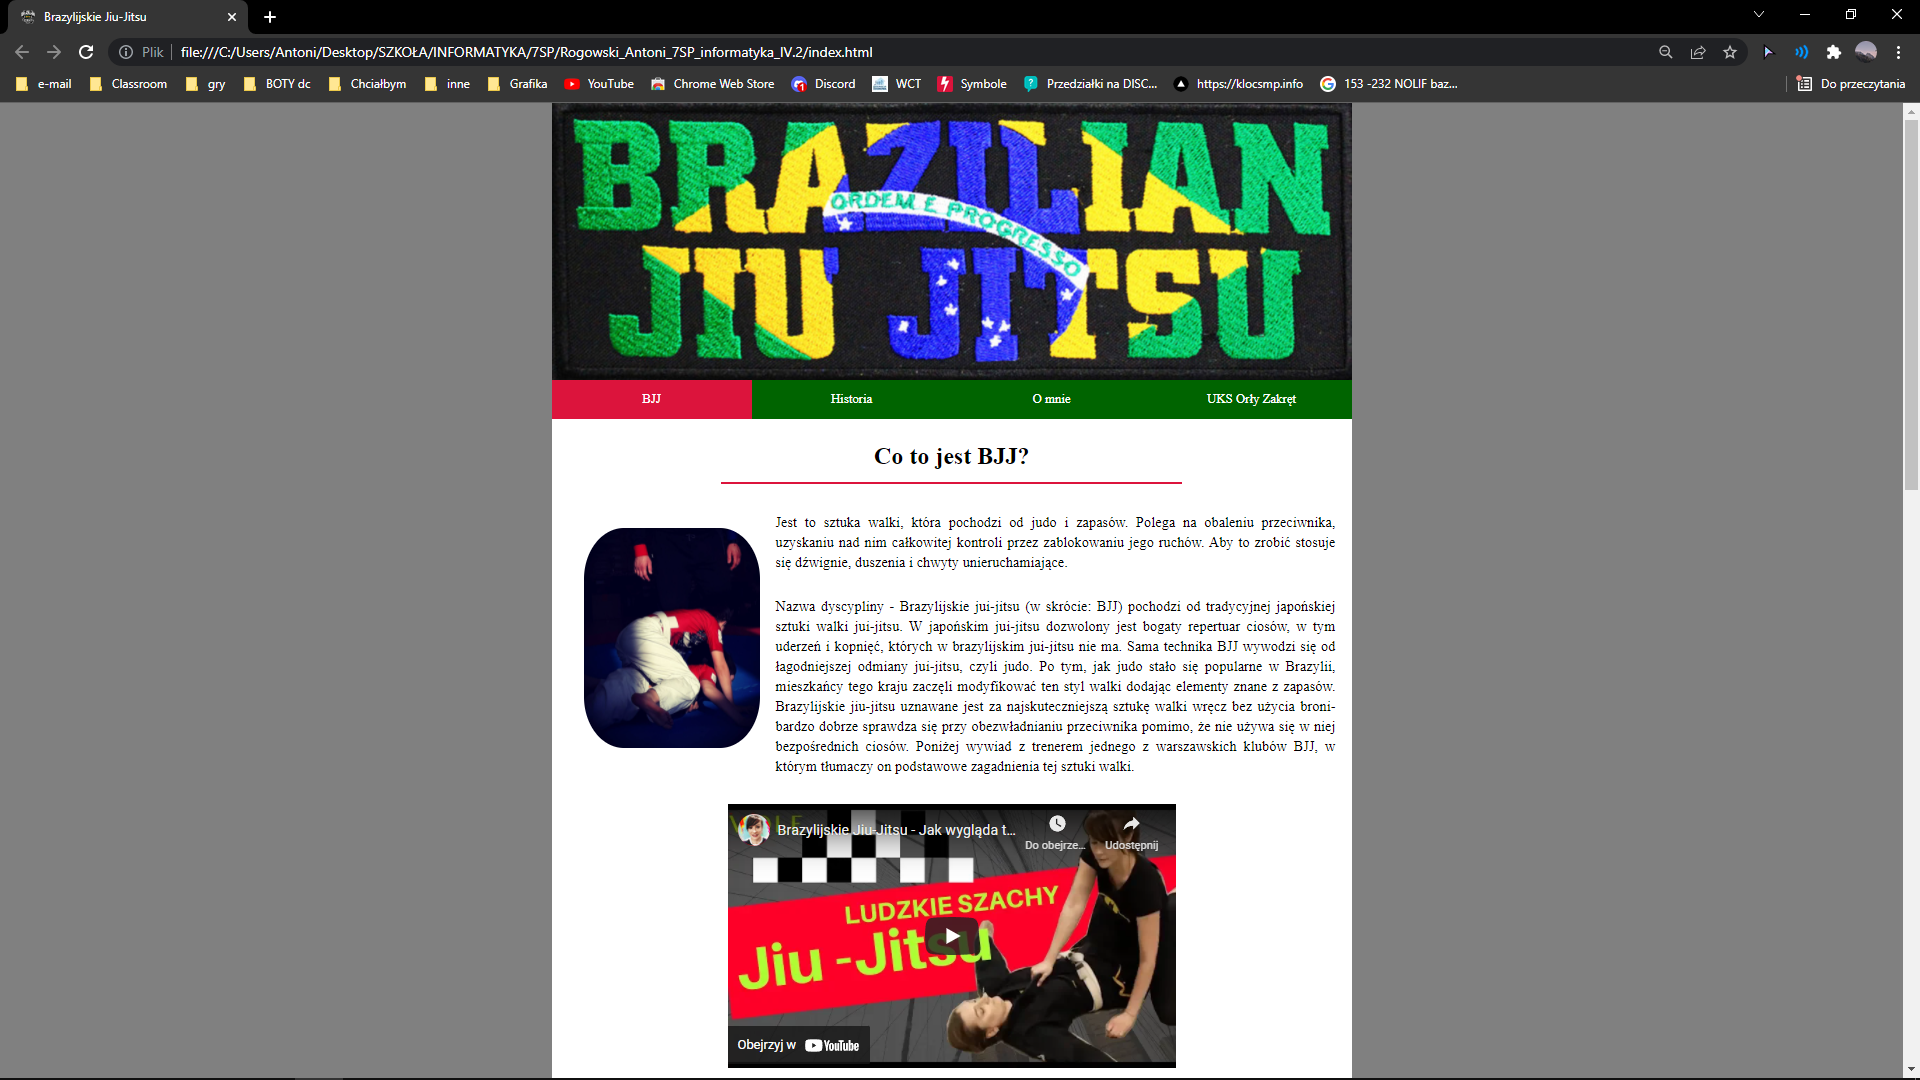 Brazylijskie Jiu-Jitsu
Plik
file:///C:/Users/Antoni/Desktop/SZKOŁA/INFORMATYKA/7SP/Rogowski_Antoni_7SP_informatyka_IV.2/index.html
e-mail
Classroom
gry
BOTY dc
Chciałbym
inne
Grafika
YouTube
Chrome Web Store
Discord
WCT
Symbole
Przedziałki na DISC...
https://klocsmp.info
153 -232 NOLIF baz...
Do przeczytania
BRAZILIAN
ORDEM E PROGRESSO
JIU JITSU
BJJ
Historia
O mnie
UKS Orły Zakręt
Co to jest BJJ?
Jest to sztuka walki, która pochodzi od judo i zapasów. Polega na obaleniu przeciwnika,
uzyskaniu nad nim całkowitej kontroli przez zablokowaniu jego ruchów. Aby to zrobić stosuje
się dźwignie, duszenia i chwyty unieruchamiające.
Nazwa dyscypliny - Brazylijskie jui-jitsu (w skrócie: BJJ) pochodzi od tradycyjnej japońskiej
sztuki walki jui-jitsu. W japońskim jui-jitsu dozwolony jest bogaty repertuar ciosów, w tym
uderzeń i kopnięć, których w brazylijskim jui-jitsu nie ma. Sama technika BJJ wywodzi się od
łagodniejszej odmiany jui-jitsu, czyli judo. Po tym, jak judo stało się popularne w Brazylii,
mieszkańcy tego kraju zaczęli modyfikować ten styl walki dodając elementy znane z zapasów.
Brazylijskie jiu-jitsu uznawane jest za najskuteczniejszą sztukę walki wręcz bez użycia broni-
bardzo dobrze sprawdza się przy obezwładnianiu przeciwnika pomimo, że nie używa się w niej
bezpośrednich ciosów. Poniżej wywiad z trenerem jednego z warszawskich klubów BJJ, w
którym tłumaczy on podstawowe zagadnienia tej sztuki walki.
Brazylijskie Jiu-Jitsu - Jak wygląda t...
Do obejrze...
Udostępnij
LUDZKIE SZACHY
Jiu -Jitsu
Obejrzyj w YouTube